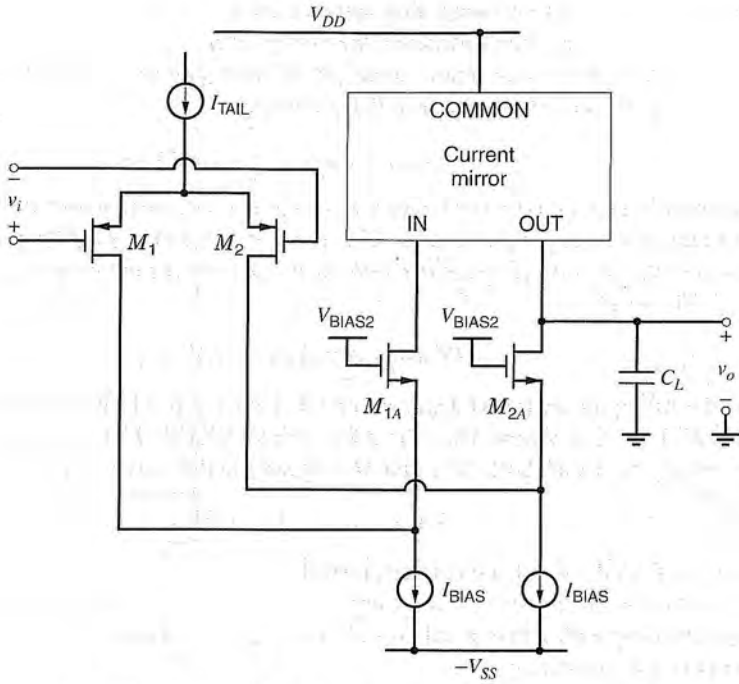 V_DD
I_TAIL
COMMON
Current
mirror
IN
OUT
−
v_i
+
M_1
M_2
V_BIAS2
V_BIAS2
M_1A
M_2A
C_L
+
v_o
−
I_BIAS
I_BIAS
−V_SS